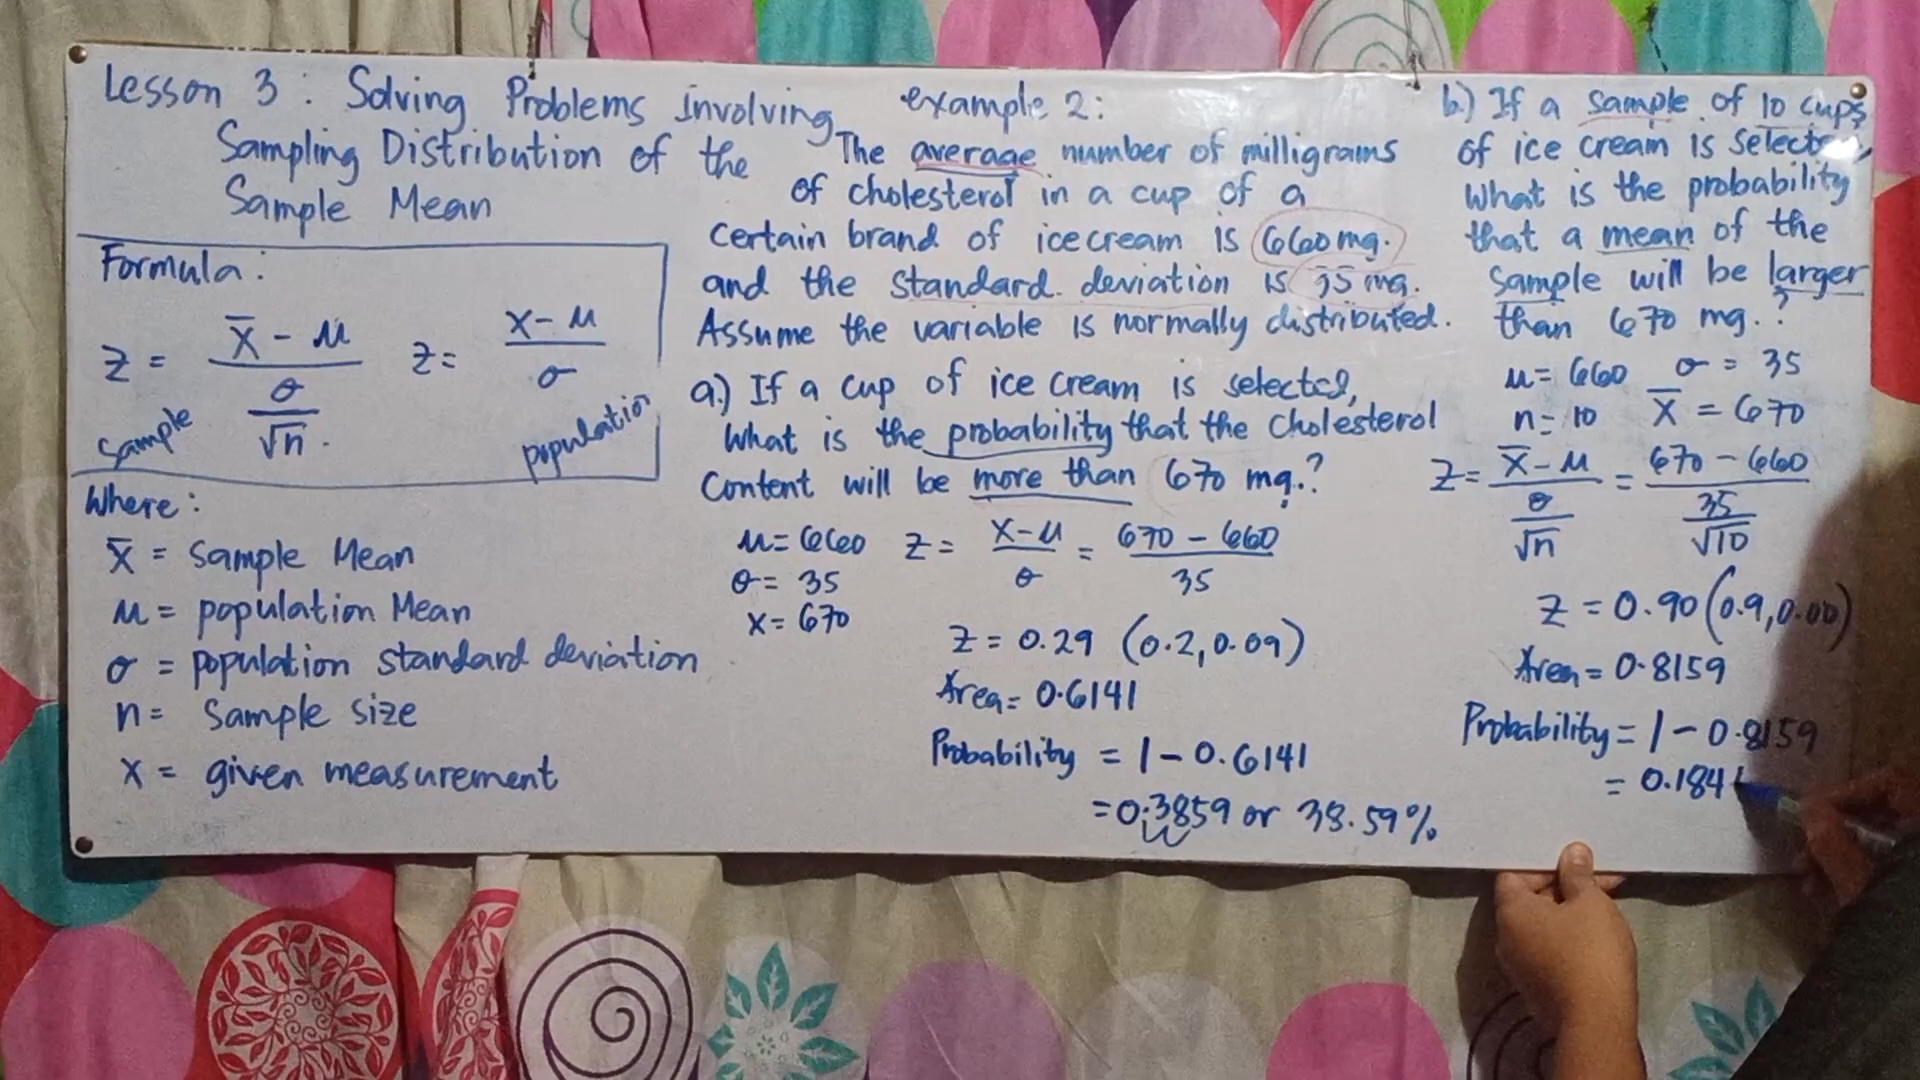 Lesson 3 : Solving Problems Involving
Sampling Distribution of the
Sample Mean
Formula:
z = x̄ - μ / σ/√n
Sample
z = x - μ / σ
population
Where:
x̄ = Sample Mean
μ = population Mean
σ = population standard deviation
n = Sample size
x = given measurement
example 2:
The average number of milligrams
of cholesterol in a cup of a
certain brand of icecream is 660 mg.
and the standard deviation is 35 mg.
Assume the variable is normally distributed.
a.) If a cup of ice cream is selected,
What is the probability that the Cholesterol
Content will be more than 670 mg.?
μ = 660
σ = 35
x = 670
z = x - μ / σ = 670 - 660 / 35
z = 0.29 (0.2, 0.09)
Area = 0.6141
Probability = 1 - 0.6141
= 0.3859 or 38.59%
b.) If a sample of 10 cups
of ice cream is
What is the probability
that a mean of the
sample will be larger
than 670 mg.?
μ = 660 σ = 35
n = 10 x̄ = 670
z = x̄ - μ / σ/√n = 670 - 660 / 35/√10
z = 0.90 (0.9, 0.00)
Area = 0.8159
Probability = 1 - 0.8159
= 0.184